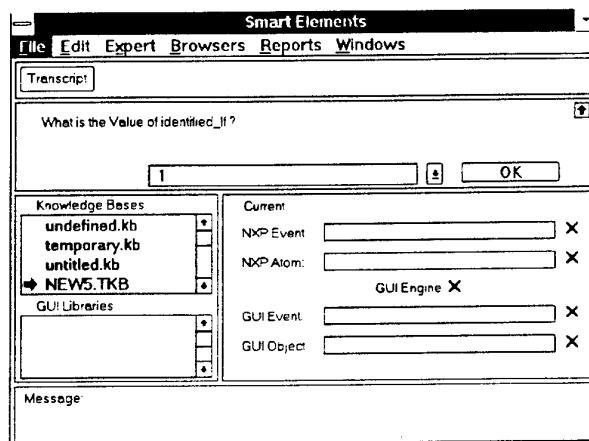 Smart Elements
File Edit Expert Browsers Reports Windows
Transcript
What is the Value of identified_lf ?
1
OK
Knowledge Bases
undefined.kb
temporary.kb
untitled.kb
NEW5.TKB
GUI Libraries
Current
NXP Event
NXP Atom:
GUI Engine
GUI Event
GUI Object
Message